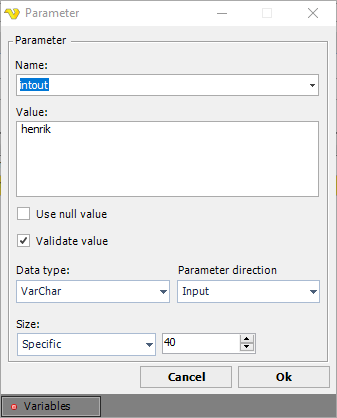 Parameter
Parameter
Name:
intout
Value:
henrik
Use null value
Validate value
Data type: Parameter direction
VarChar Input
Size:
Specific 40
Cancel Ok
Variables